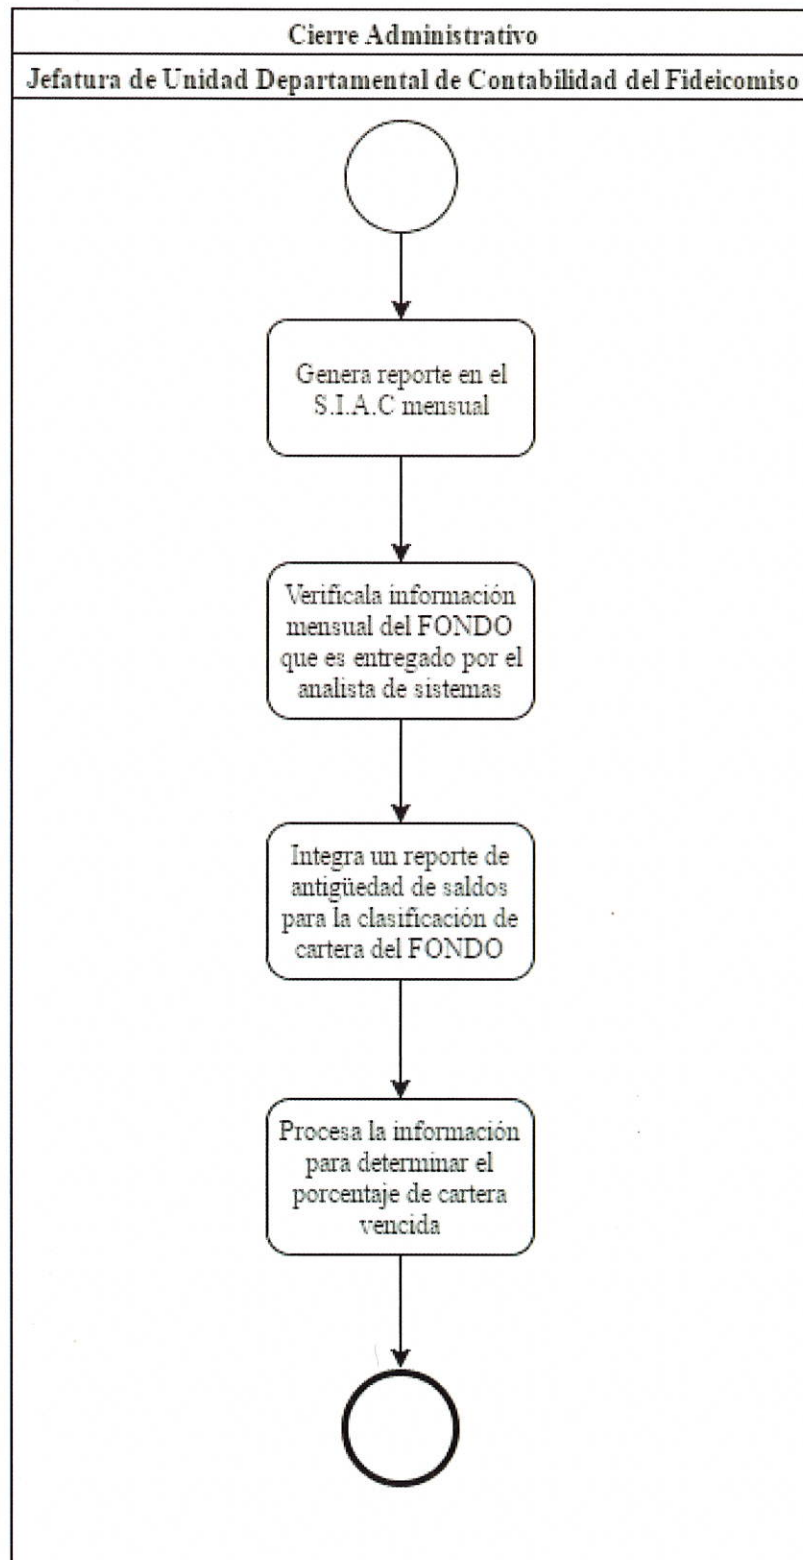 Cierre Administrativo
Jefatura de Unidad Departamental de Contabilidad del Fideicomiso
Genera reporte en el
S.I.A.C mensual
Verificala información
mensual del FONDO
que es entregado por el
analista de sistemas
Integra un reporte de
antigüedad de saldos
para la clasificación de
cartera del FONDO
Procesa la información
para determinar el
porcentaje de cartera
vencida